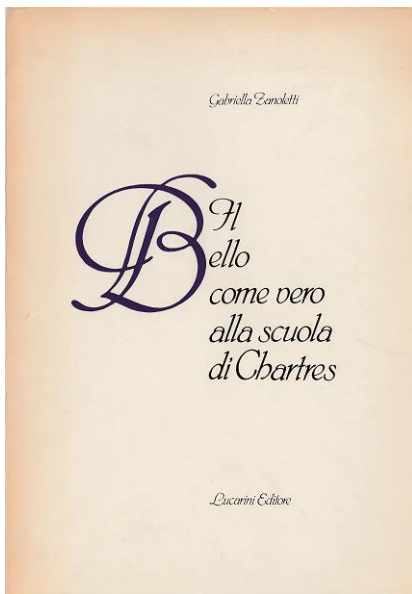 Gabriella Zanoletti
Il
Bello
come vero
alla scuola
di Chartres
Lucarini Editore